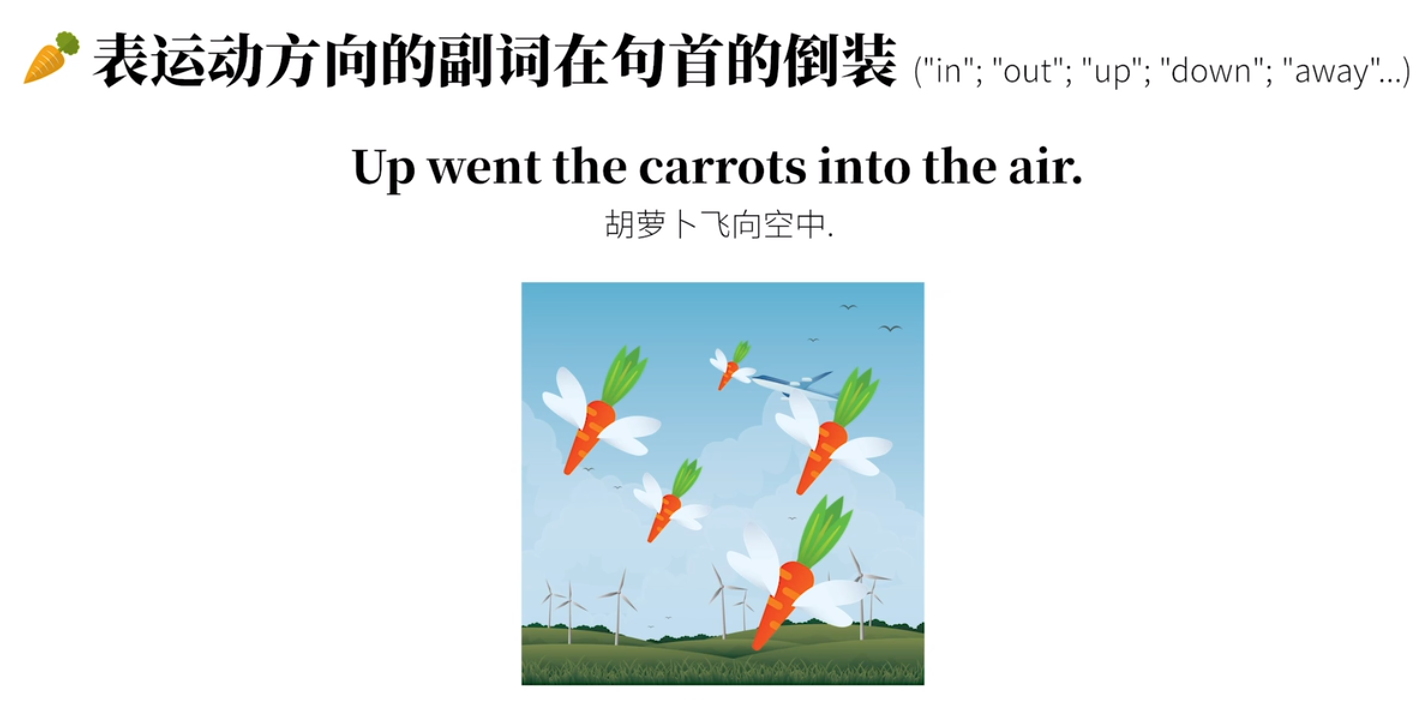 表运动方向的副词在句首的倒装 ("in"; "out"; "up"; "down"; "away"...)
Up went the carrots into the air.
胡萝卜飞向空中.